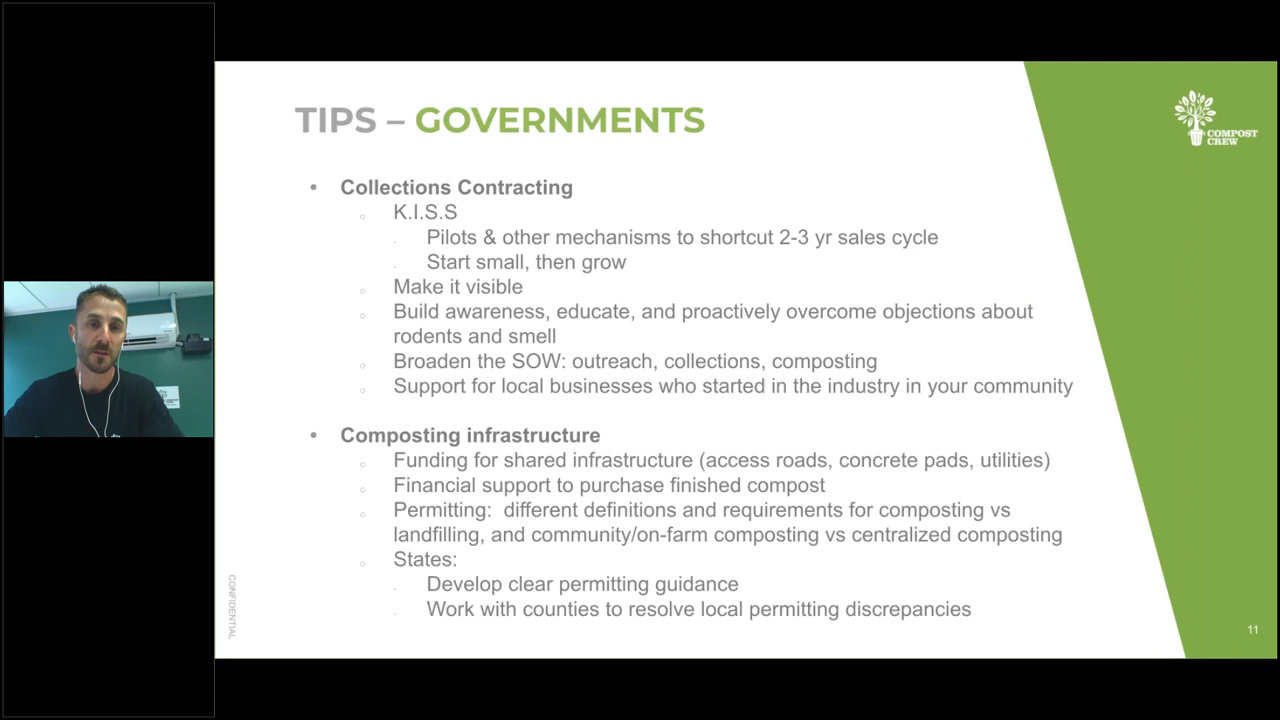 TIPS – GOVERNMENTS
COMPOST
CREW
• Collections Contracting
○ K.I.S.S
· Pilots & other mechanisms to shortcut 2-3 yr sales cycle
· Start small, then grow
○ Make it visible
○ Build awareness, educate, and proactively overcome objections about
rodents and smell
○ Broaden the SOW: outreach, collections, composting
○ Support for local businesses who started in the industry in your community
• Composting infrastructure
○ Funding for shared infrastructure (access roads, concrete pads, utilities)
○ Financial support to purchase finished compost
○ Permitting:  different definitions and requirements for composting vs
landfilling, and community/on-farm composting vs centralized composting
○ States:
· Develop clear permitting guidance
· Work with counties to resolve local permitting discrepancies
CONFIDENTIAL
11